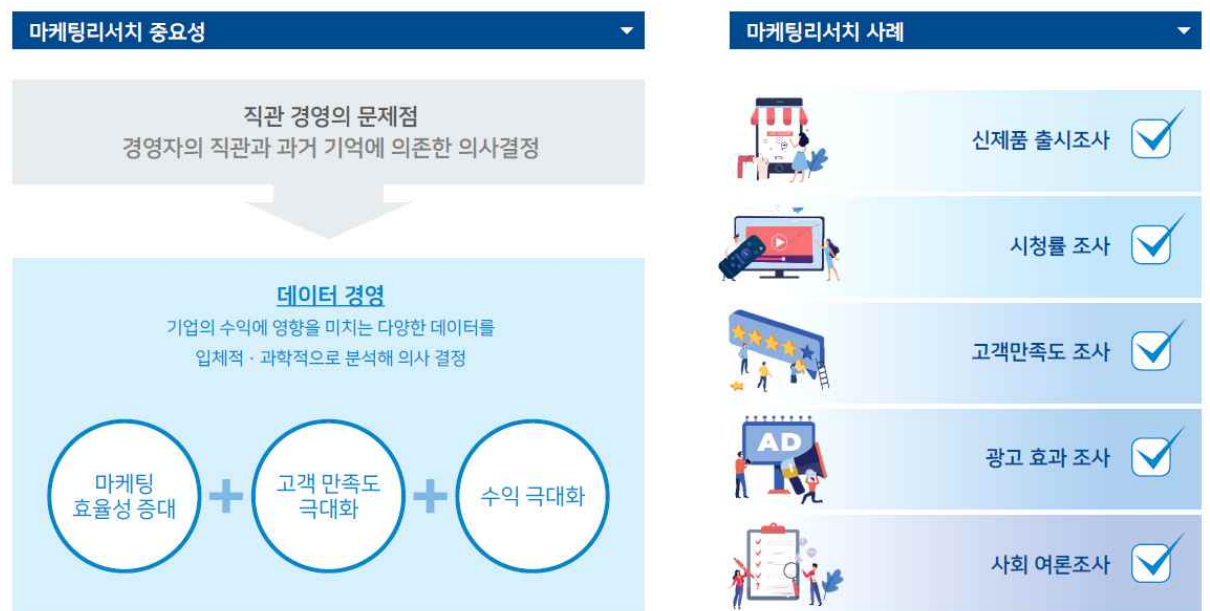 마케팅리서치 중요성
직관 경영의 문제점
경영자의 직관과 과거 기억에 의존한 의사결정
데이터 경영
기업의 수익에 영향을 미치는 다양한 데이터를
입체적 · 과학적으로 분석해 의사 결정
마케팅
효율성 증대
+
고객 만족도
극대화
+
수익 극대화
마케팅리서치 사례
신제품 출시조사
시청률 조사
고객만족도 조사
AD
광고 효과 조사
사회 여론조사